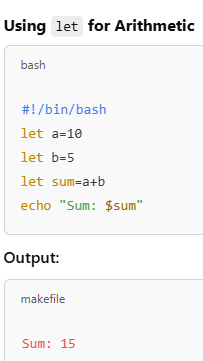 Using let for Arithmetic
bash
#!/bin/bash
let a=10
let b=5
let sum=a+b
echo "Sum: $sum"
Output:
makefile
Sum: 15